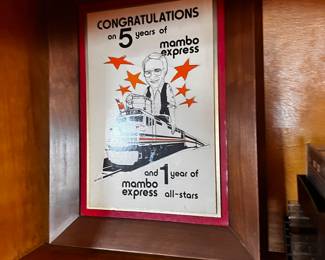 CONGRATULATIONS
on 5 years of
mambo
express
and 1 year of
mambo
express all-stars